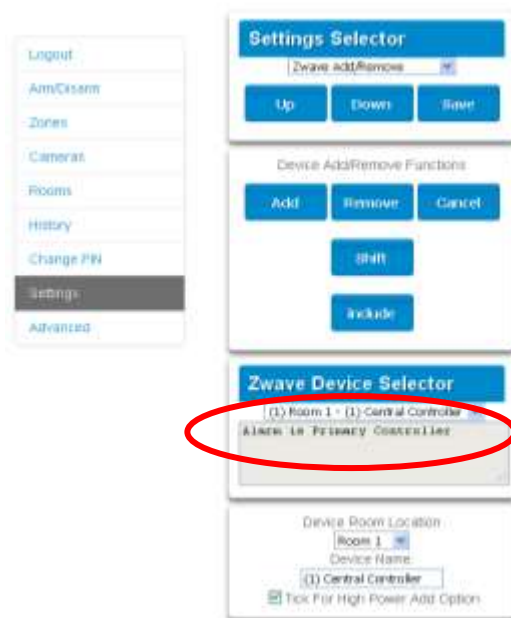 Logout
Arm/Disarm
Zones
Cameras
Rooms
History
Change PIN
Settings
Advanced
Settings Selector
Zwave Add/Remove
Up Down Save
Device Add/Remove Functions
Add Remove Cancel
Shift
Include
Zwave Device Selector
(1) Room 1 - (1) Central Controller
Alarm is Primary Controller
Device Room Location
Room 1
Device Name
(1) Central Controller
Tick For High Power Add Option